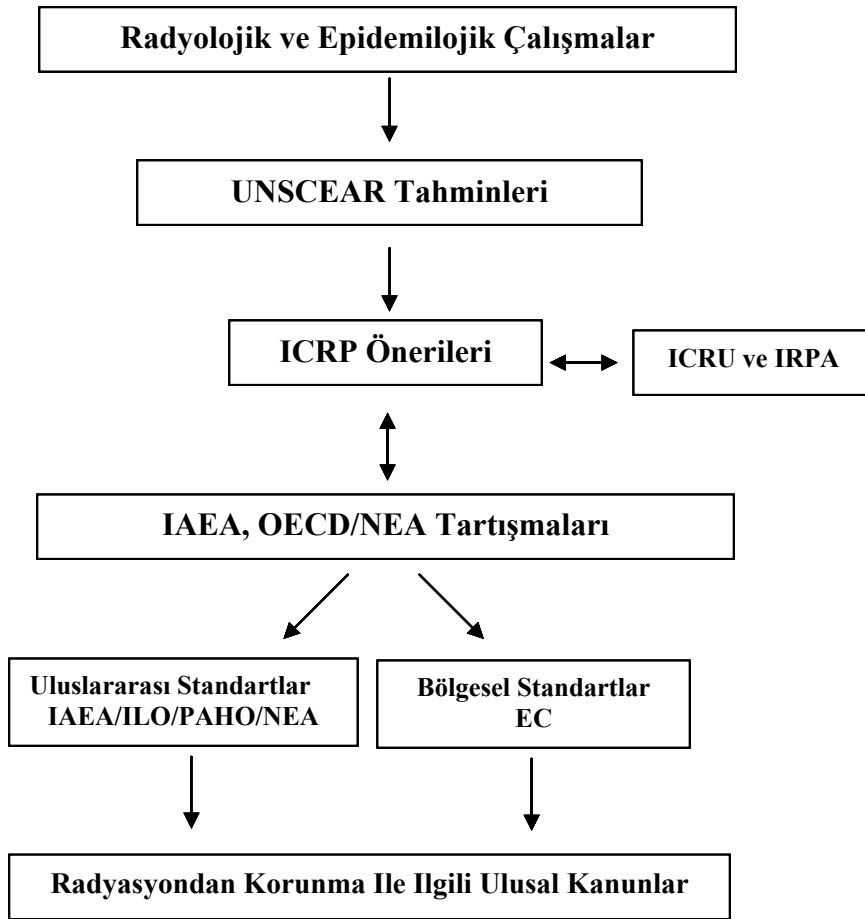 Radyolojik ve Epidemilojik Çalışmalar
UNSCEAR Tahminleri
ICRP Önerileri
ICRU ve IRPA
IAEA, OECD/NEA Tartışmaları
Uluslararası Standartlar
IAEA/ILO/PAHO/NEA
Bölgesel Standartlar
EC
Radyasyondan Korunma Ile Ilgili Ulusal Kanunlar